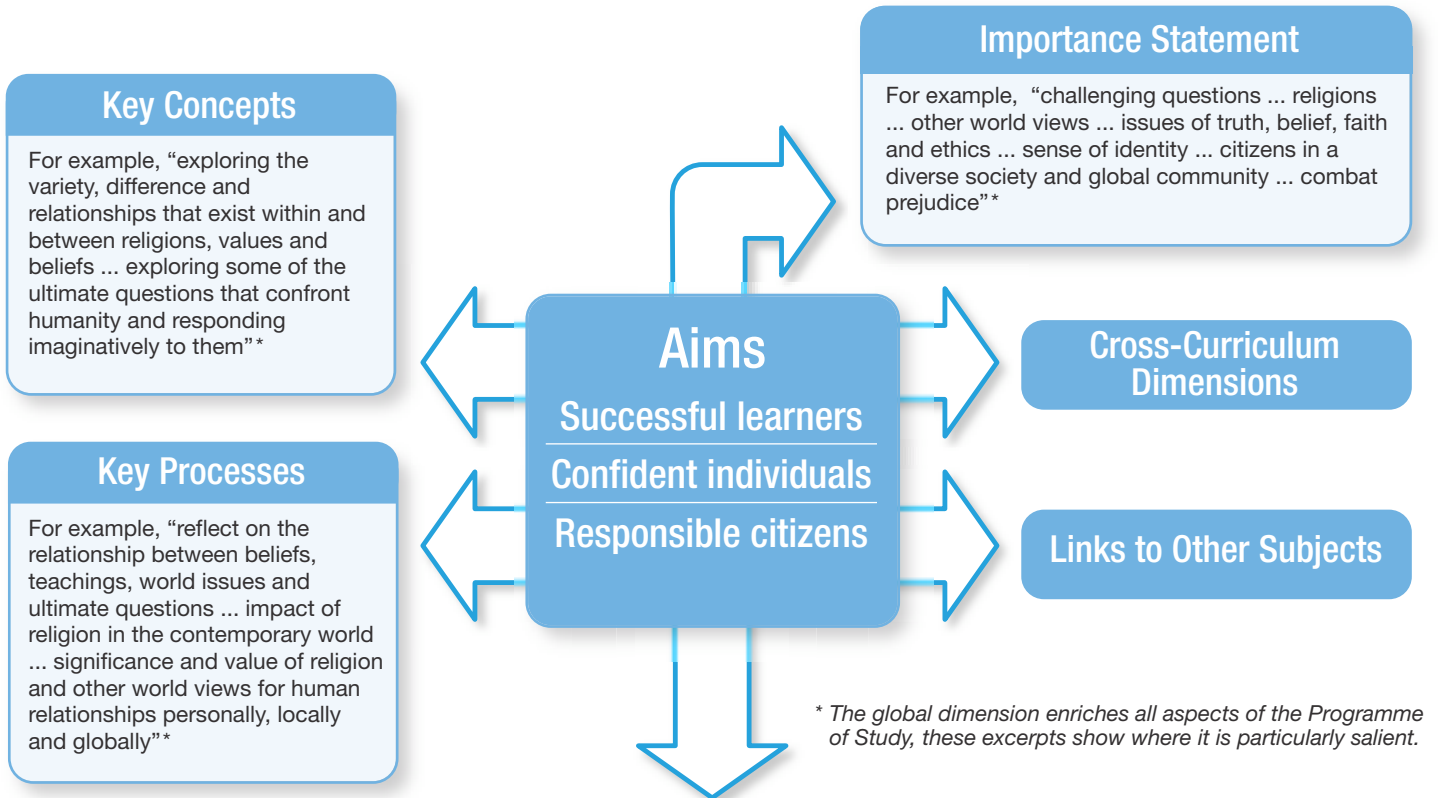 Key Concepts
For example, “exploring the
variety, difference and
relationships that exist within and
between religions, values and
beliefs ... exploring some of the
ultimate questions that confront
humanity and responding
imaginatively to them”*
Key Processes
For example, “reflect on the
relationship between beliefs,
teachings, world issues and
ultimate questions ... impact of
religion in the contemporary world
... significance and value of religion
and other world views for human
relationships personally, locally
and globally”*
Aims
Successful learners
Confident individuals
Responsible citizens
Importance Statement
For example, “challenging questions ... religions
... other world views ... issues of truth, belief, faith
and ethics ... sense of identity ... citizens in a
diverse society and global community ... combat
prejudice”*
Cross-Curriculum
Dimensions
Links to Other Subjects
* The global dimension enriches all aspects of the Programme
of Study, these excerpts show where it is particularly salient.